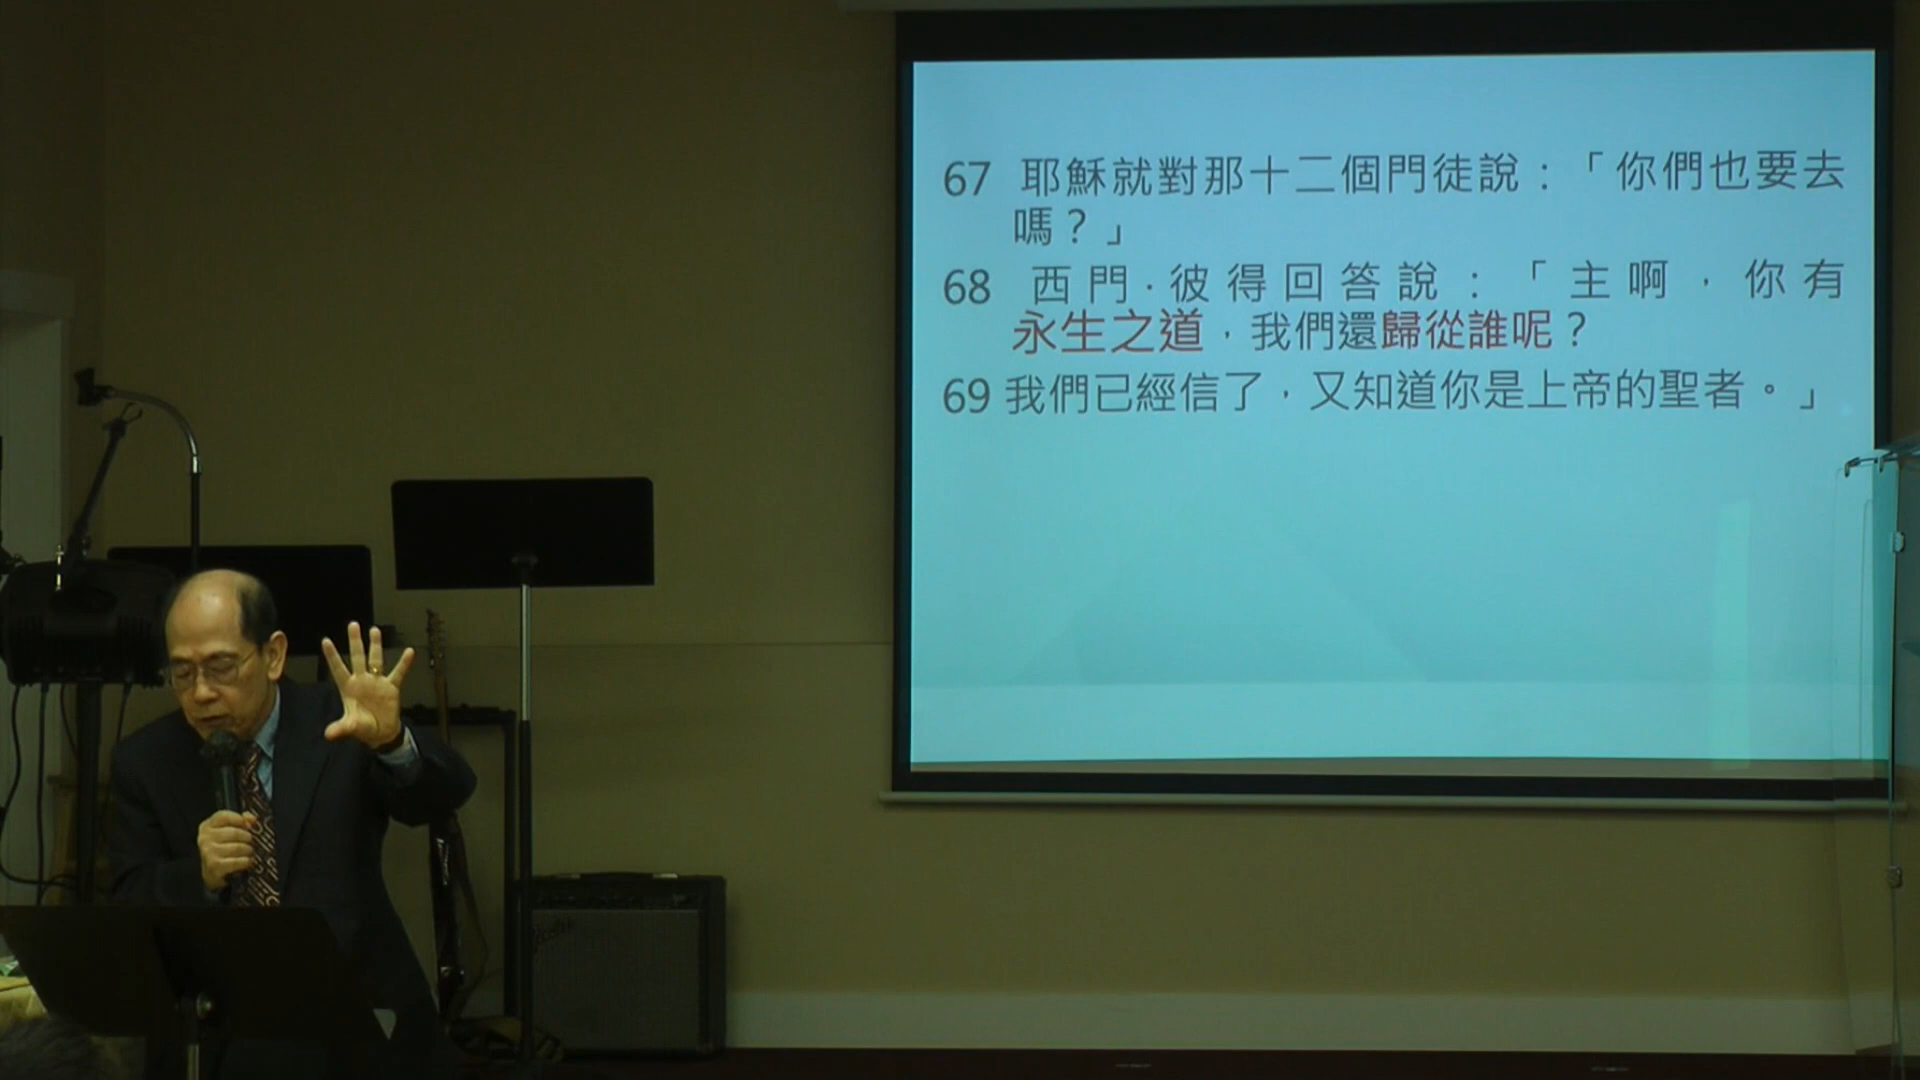 67 耶穌就對那十二個門徒說：「你們也要去
嗎？」
68 西門．彼得回答說：「主啊，你有
永生之道，我們還歸從誰呢？
69 我們已經信了，又知道你是上帝的聖者。」